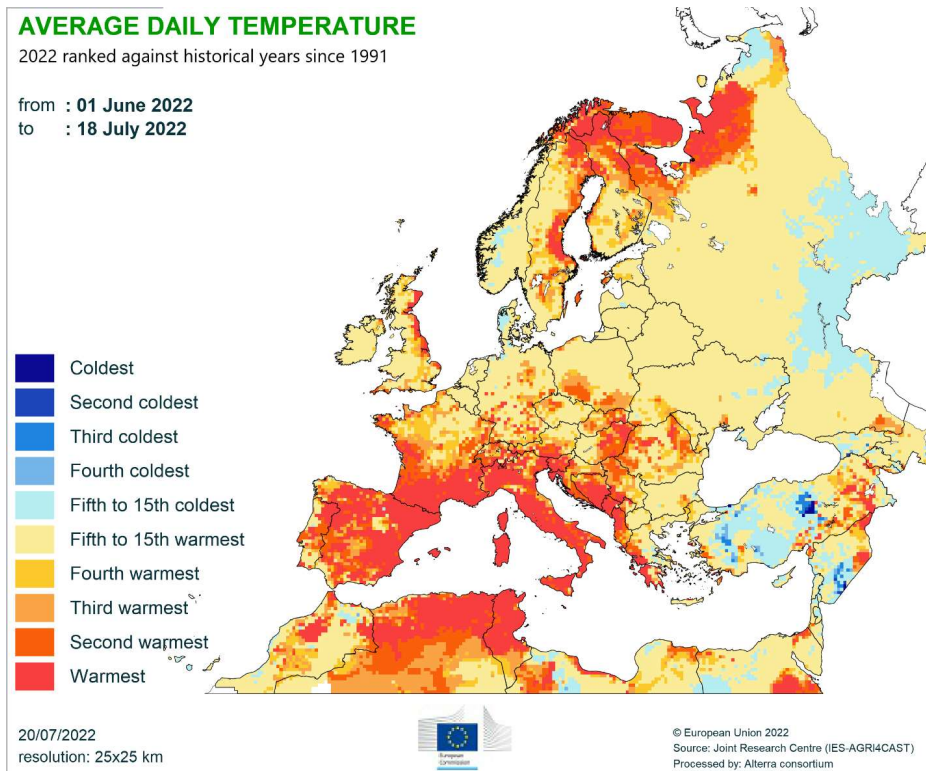 AVERAGE DAILY TEMPERATURE
2022 ranked against historical years since 1991
from : 01 June 2022
to : 18 July 2022
Coldest
Second coldest
Third coldest
Fourth coldest
Fifth to 15th coldest
Fifth to 15th warmest
Fourth warmest
Third warmest
Second warmest
Warmest
20/07/2022
resolution: 25x25 km
European
Commission
© European Union 2022
Source: Joint Research Centre (IES-AGRI4CAST)
Processed by: Alterra consortium